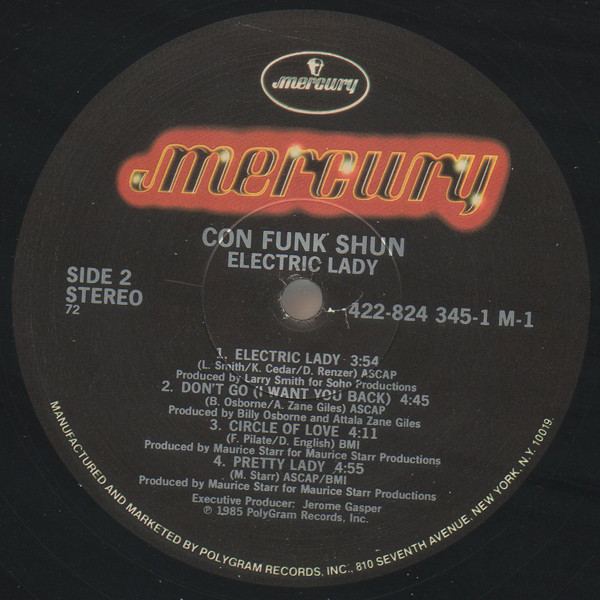 mercury
mercury
CON FUNK SHUN
ELECTRIC LADY
SIDE 2
STEREO
72
422-824 345-1 M-1
1. ELECTRIC LADY 3:54
(L. Smith/K. Cedar/D. Renzer) ASCAP
Produced by Larry Smith for Soho Productions
2. DON'T GO (I WANT YOU BACK) 4:45
(B. Osborne/A. Zane Giles) ASCAP
Produced by Billy Osborne and Attala Zane Giles
3. CIRCLE OF LOVE 4:11
(F. Pilate/D. English) BMI
Produced by Maurice Starr for Maurice Starr Productions
4. PRETTY LADY 4:55
(M. Starr) ASCAP/BMI
Produced by Maurice Starr for Maurice Starr Productions
Executive Producer: Jerome Gasper
℗ 1985 PolyGram Records, Inc.
MANUFACTURED AND MARKETED BY POLYGRAM RECORDS, INC., 810 SEVENTH AVENUE, NEW YORK, N.Y. 10019.